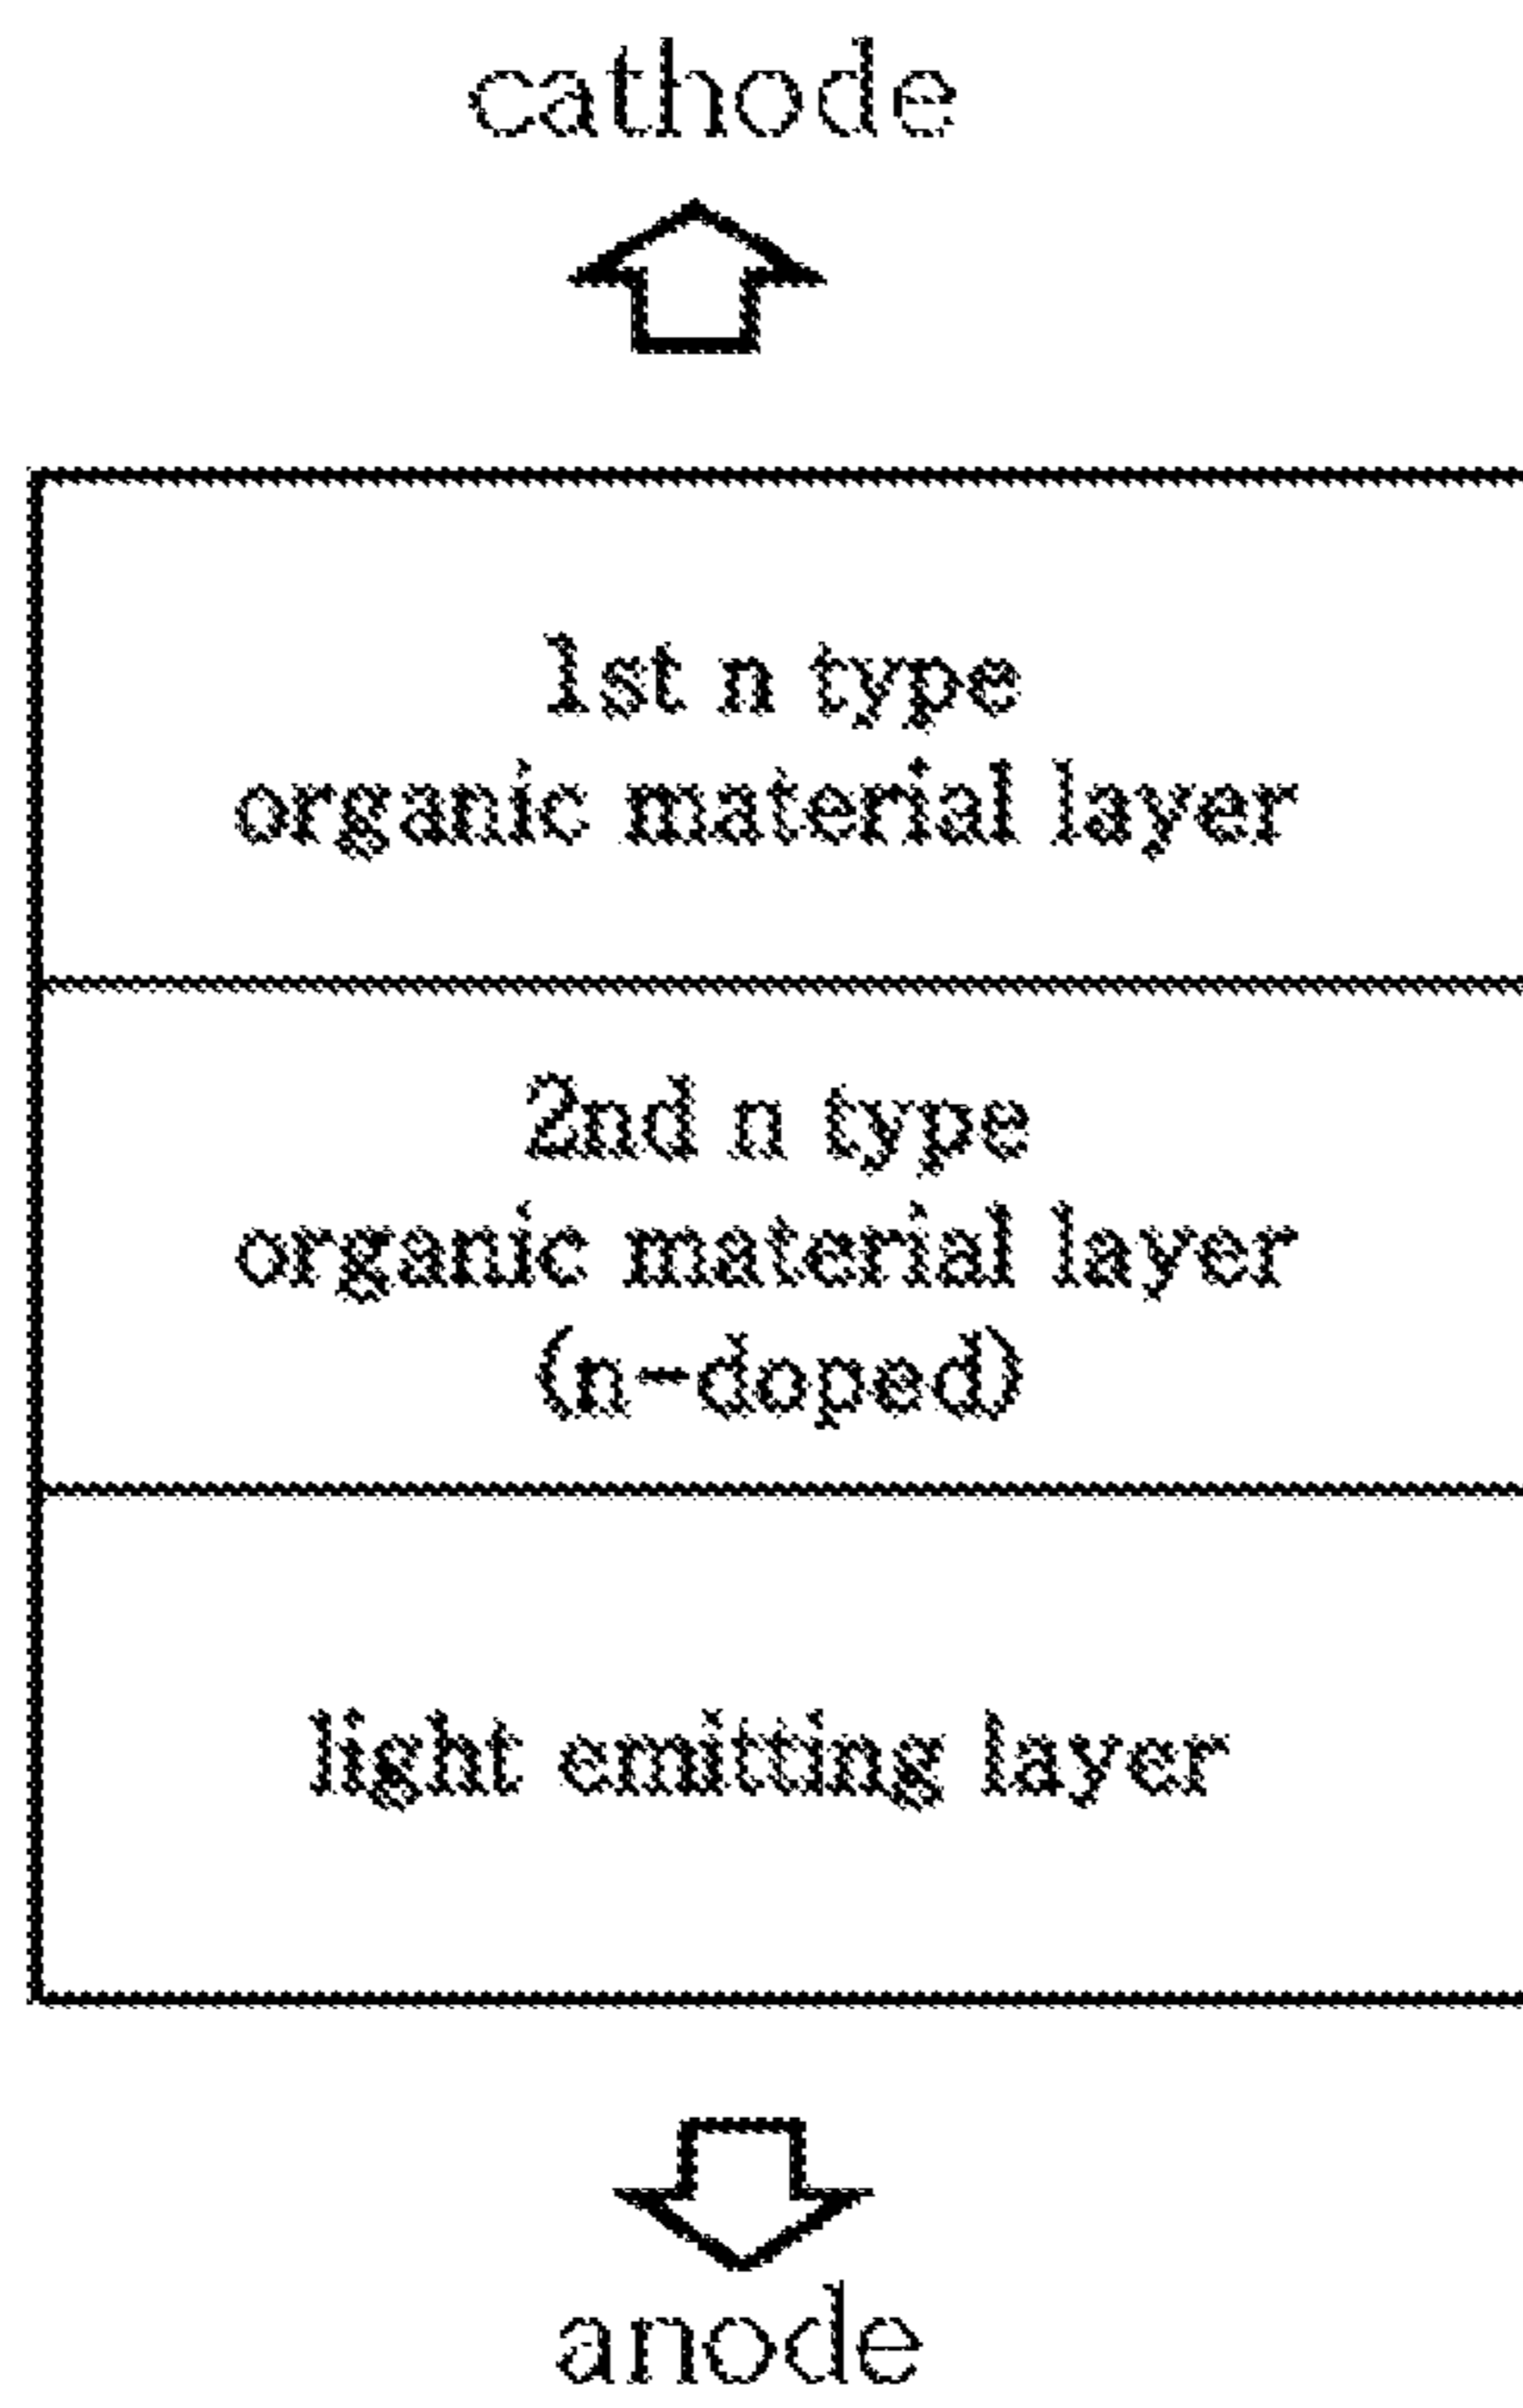 cathode
1st n type
organic material layer
2nd n type
organic material layer
(n-doped)
light emitting layer
anode